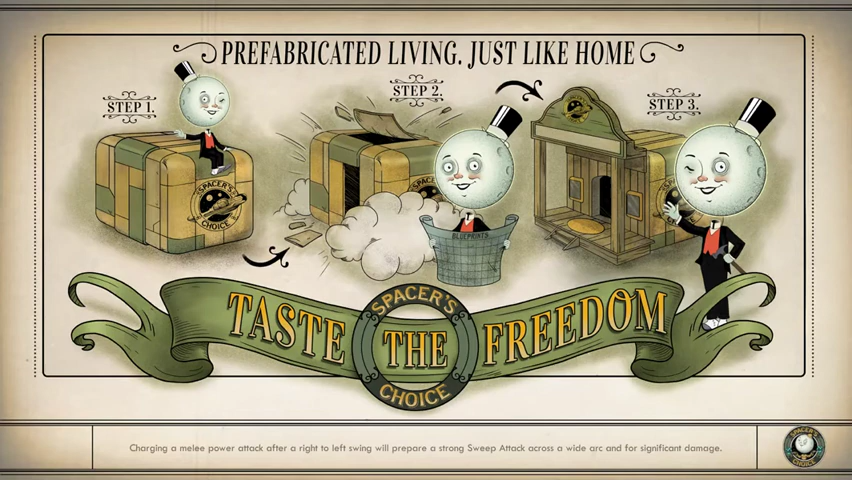 PREFABRICATED LIVING. JUST LIKE HOME
STEP 1.
STEP 2.
STEP 3.
SPACER'S
CHOICE
BLUEPRINTS
SPACER'S
TASTE THE FREEDOM
CHOICE
Charging a melee power attack after a right to left swing will prepare a strong Sweep Attack across a wide arc and for significant damage.
SPACER'S
CHOICE